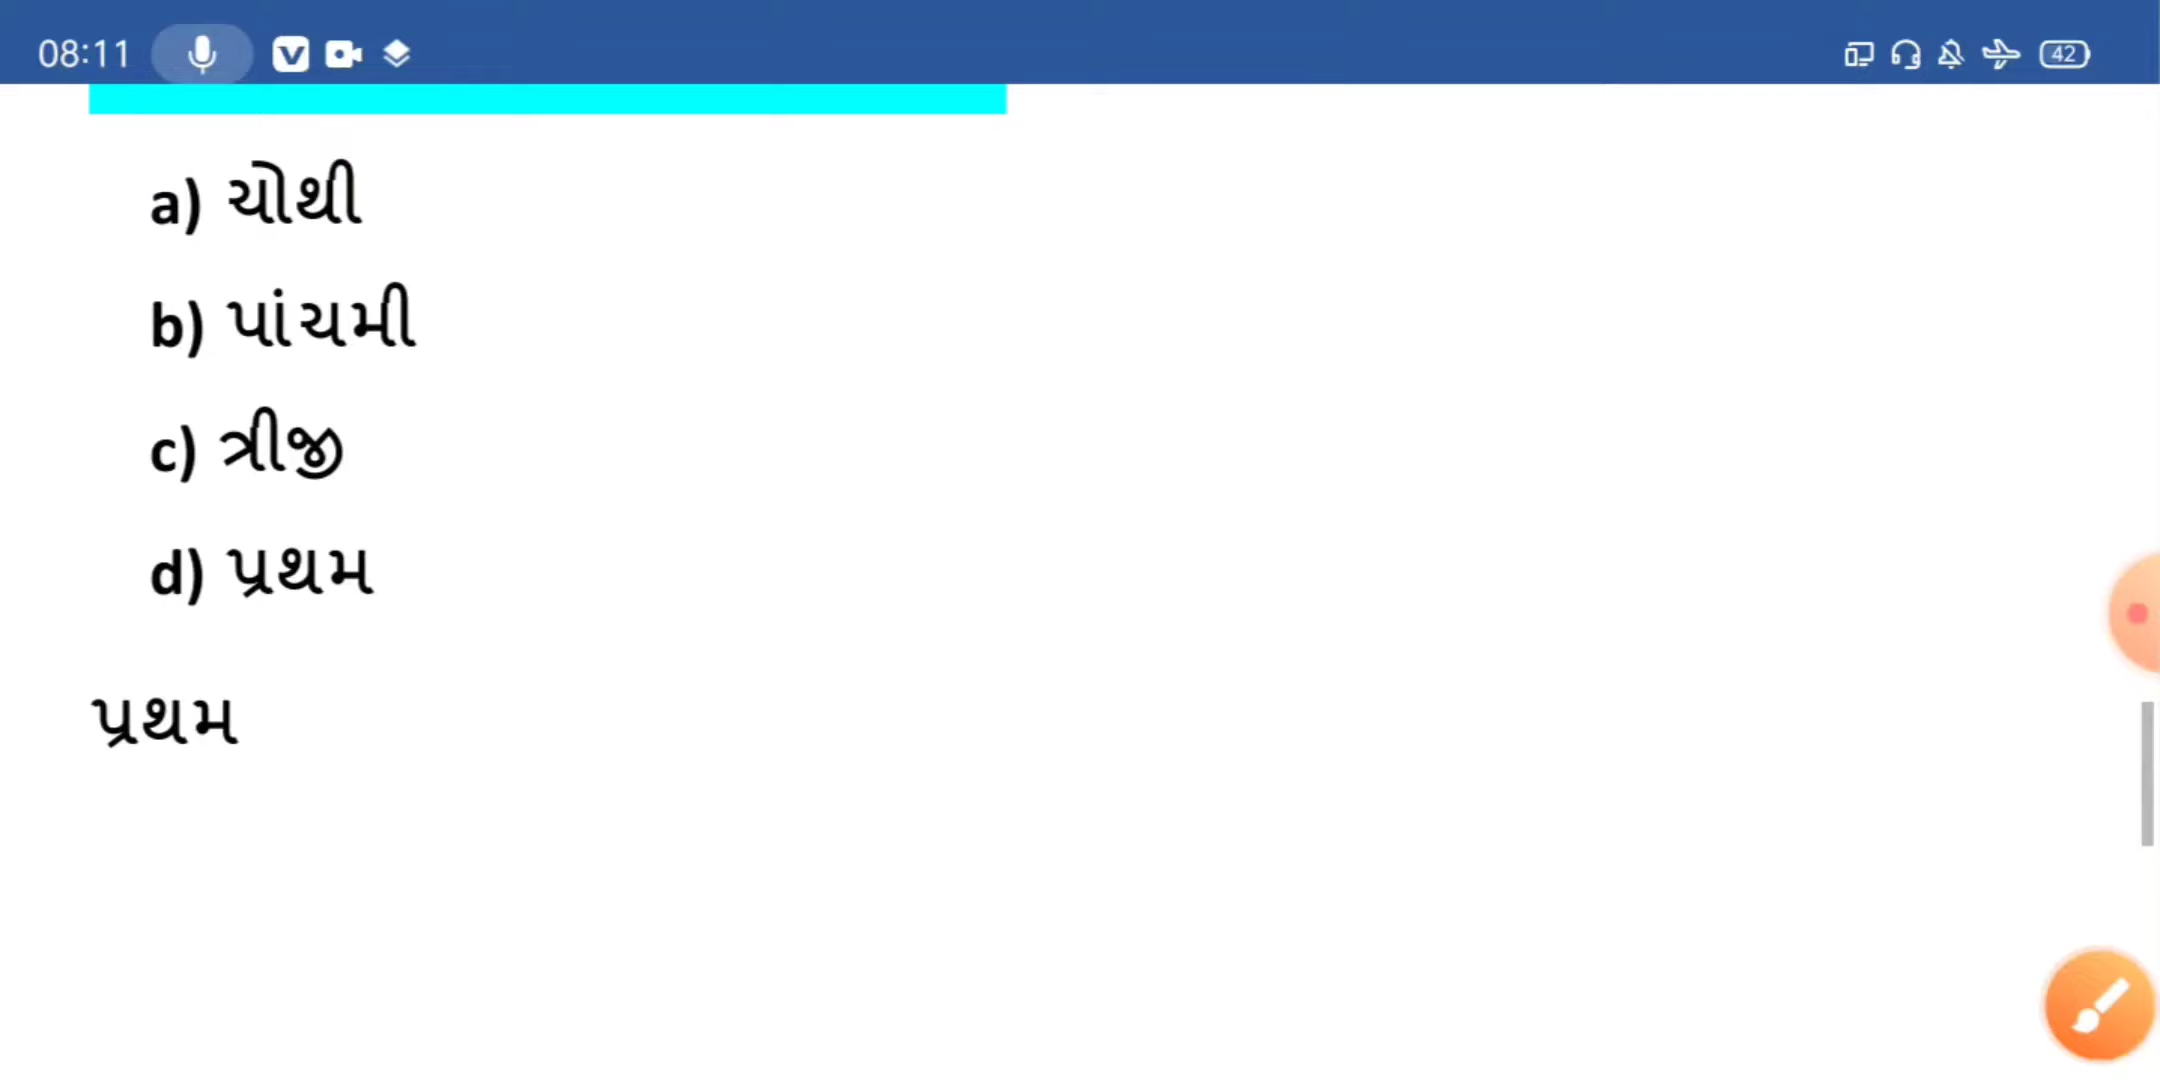 08:11
42
a) ચોથી
b) પાંચમી
c) ત્રીજી
d) પ્રથમ
પ્રથમ